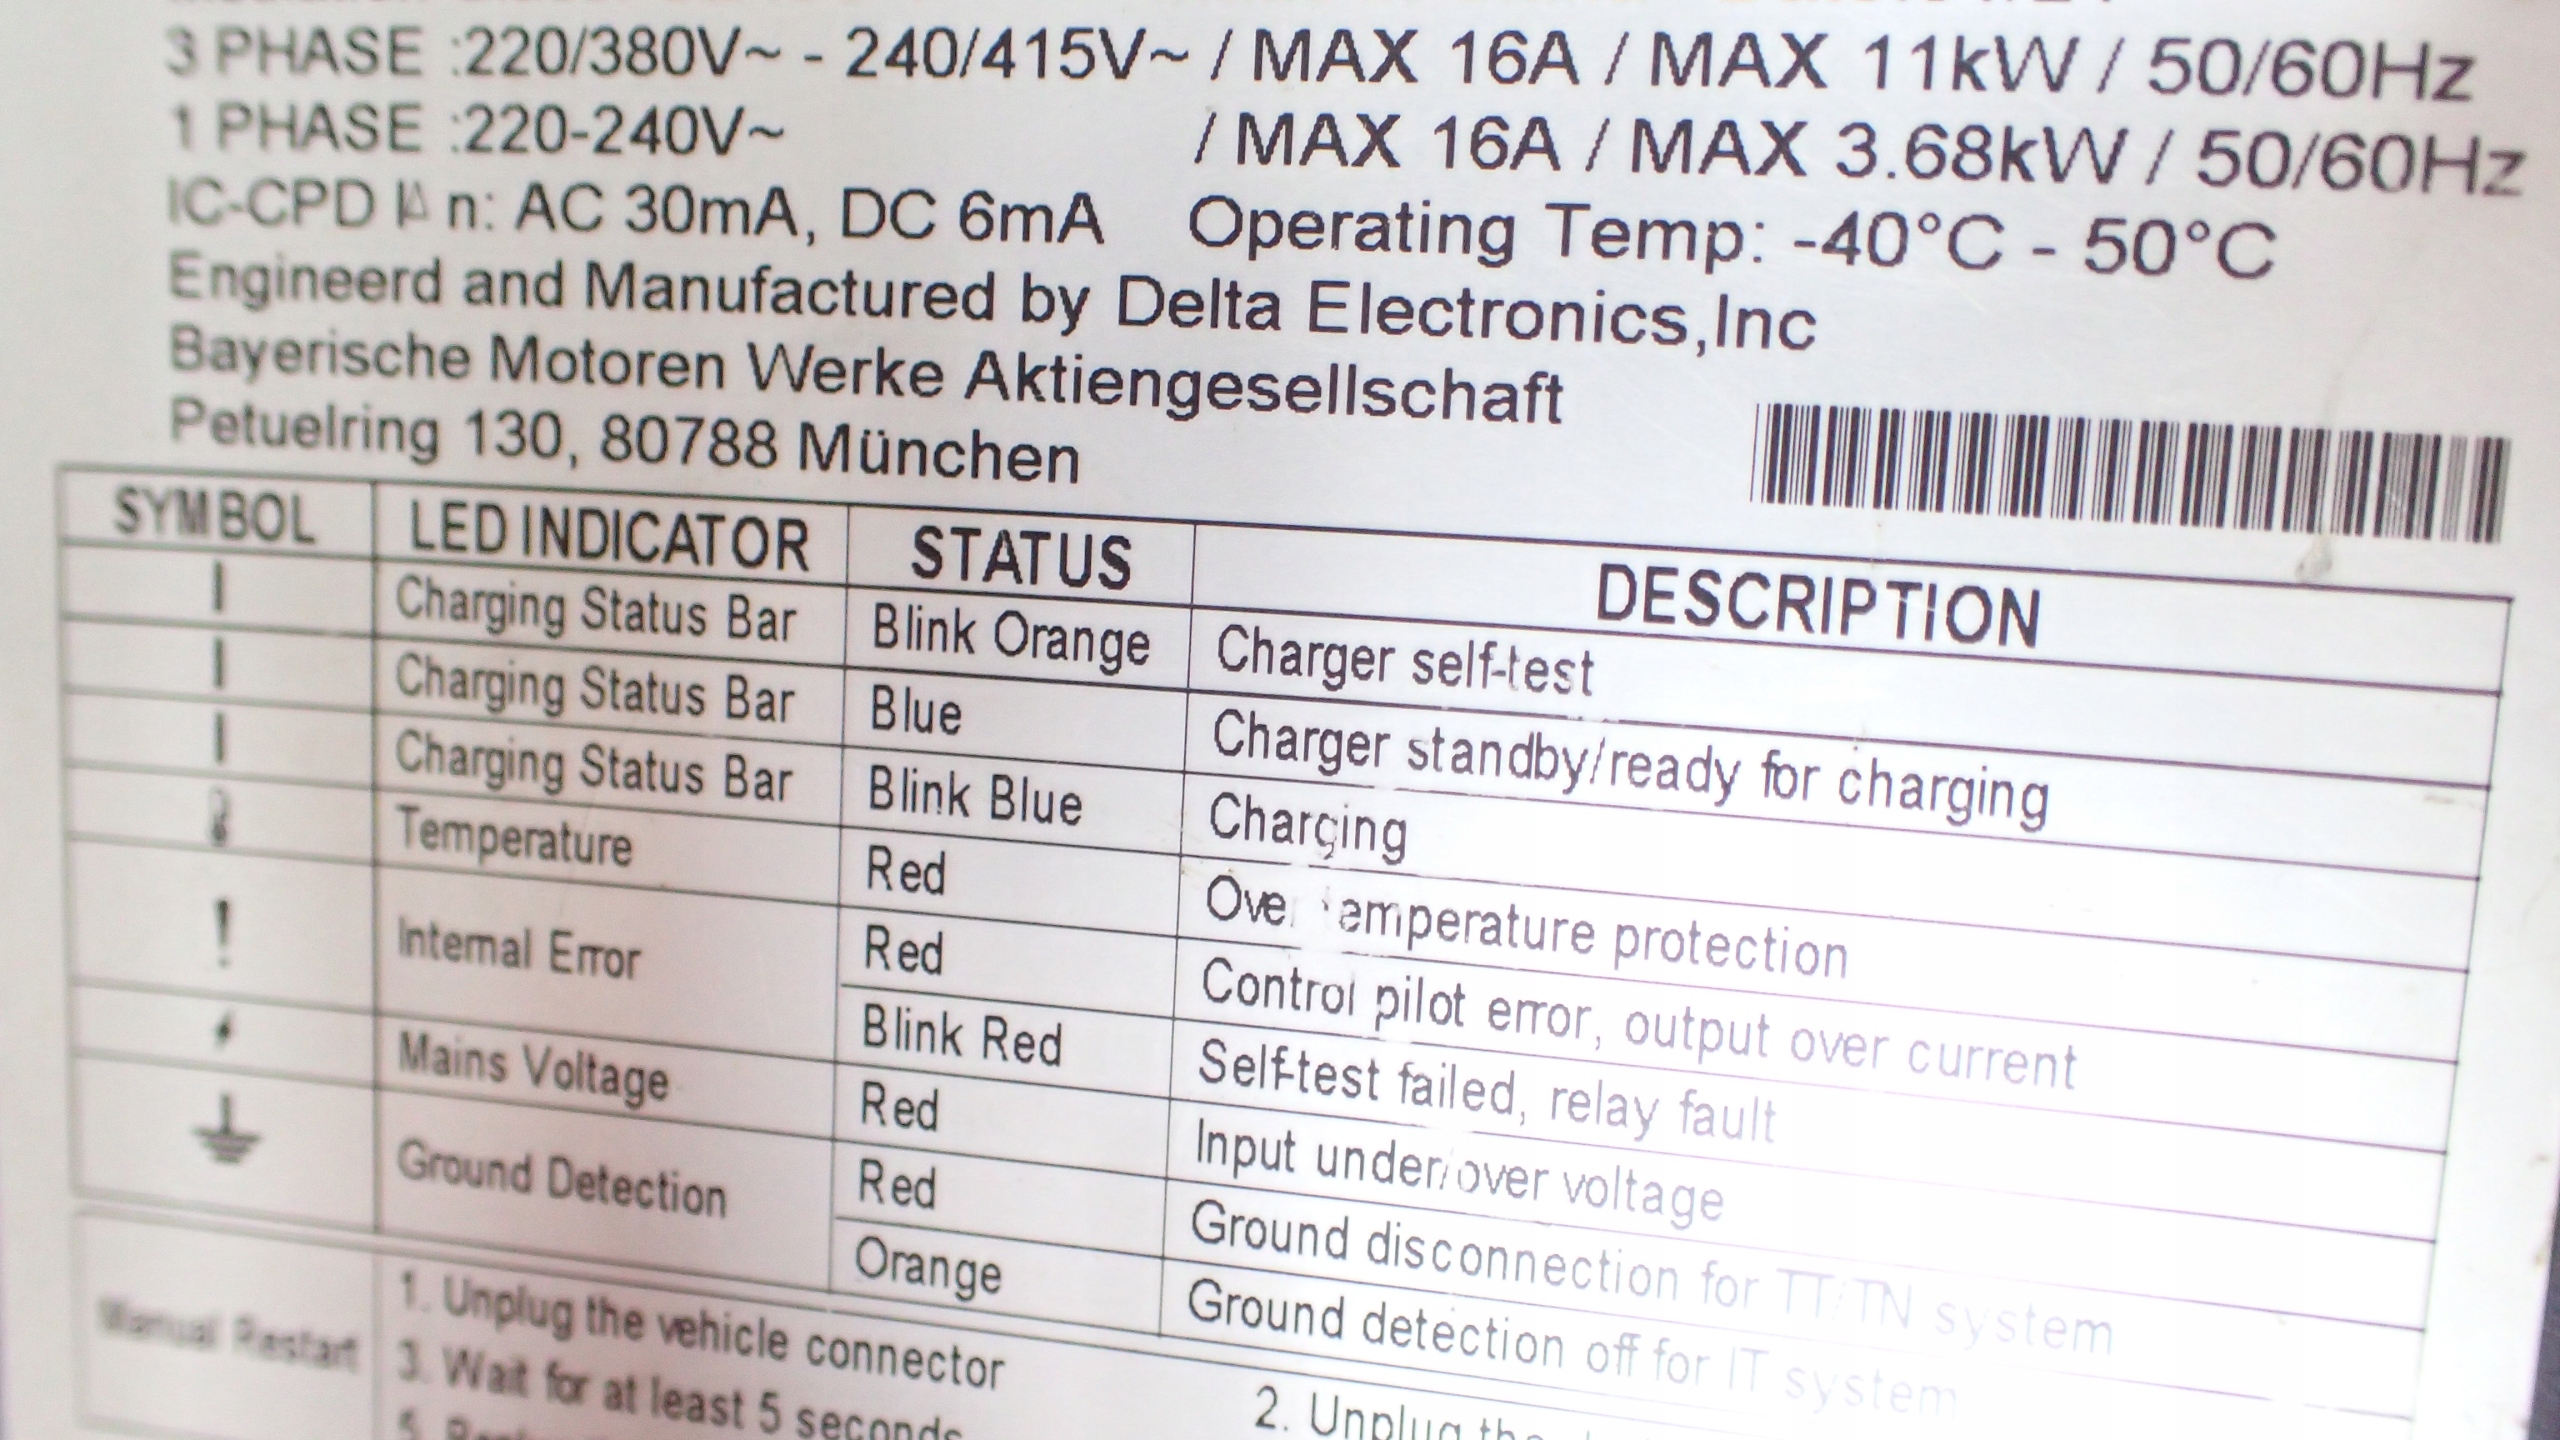 3 PHASE :220/380V~ - 240/415V~ / MAX 16A / MAX 11kW / 50/60Hz
1 PHASE :220-240V~ / MAX 16A / MAX 3.68kW / 50/60Hz
IC-CPD I∆ n: AC 30mA, DC 6mA Operating Temp: -40°C - 50°C
Engineerd and Manufactured by Delta Electronics,Inc
Bayerische Motoren Werke Aktiengesellschaft
Petuelring 130, 80788 München
SYMBOL LED INDICATOR STATUS DESCRIPTION
Charging Status Bar Blink Orange Charger self-test
Charging Status Bar Blue Charger standby/ready for charging
Charging Status Bar Blink Blue Charging
Temperature Red Over temperature protection
! Internal Error Red Control pilot error, output over current
Blink Red Self-test failed, relay fault
Mains Voltage Red Input under/over voltage
Ground Detection Red Ground disconnection for TT/TN system
Orange Ground detection off for IT system
Manual Restart 1. Unplug the vehicle connector
2. Unplug the
3. Wait for at least 5 seconds
5.